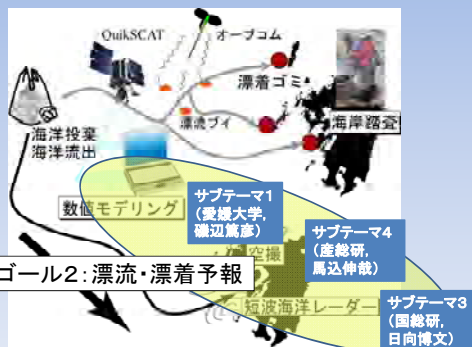 QuikSCAT
オーブコム
漂着ゴミ
海岸踏査
漂流ブイ
海洋投棄
海洋流出
数値モデリング
サブテーマ1
(愛媛大学,
磯辺篤彦)
サブテーマ4
(産総研,
馬込伸哉)
空撮
ゴール2:漂流・漂着予報
短波海洋レーダー
サブテーマ3
(国総研,
日向博文)